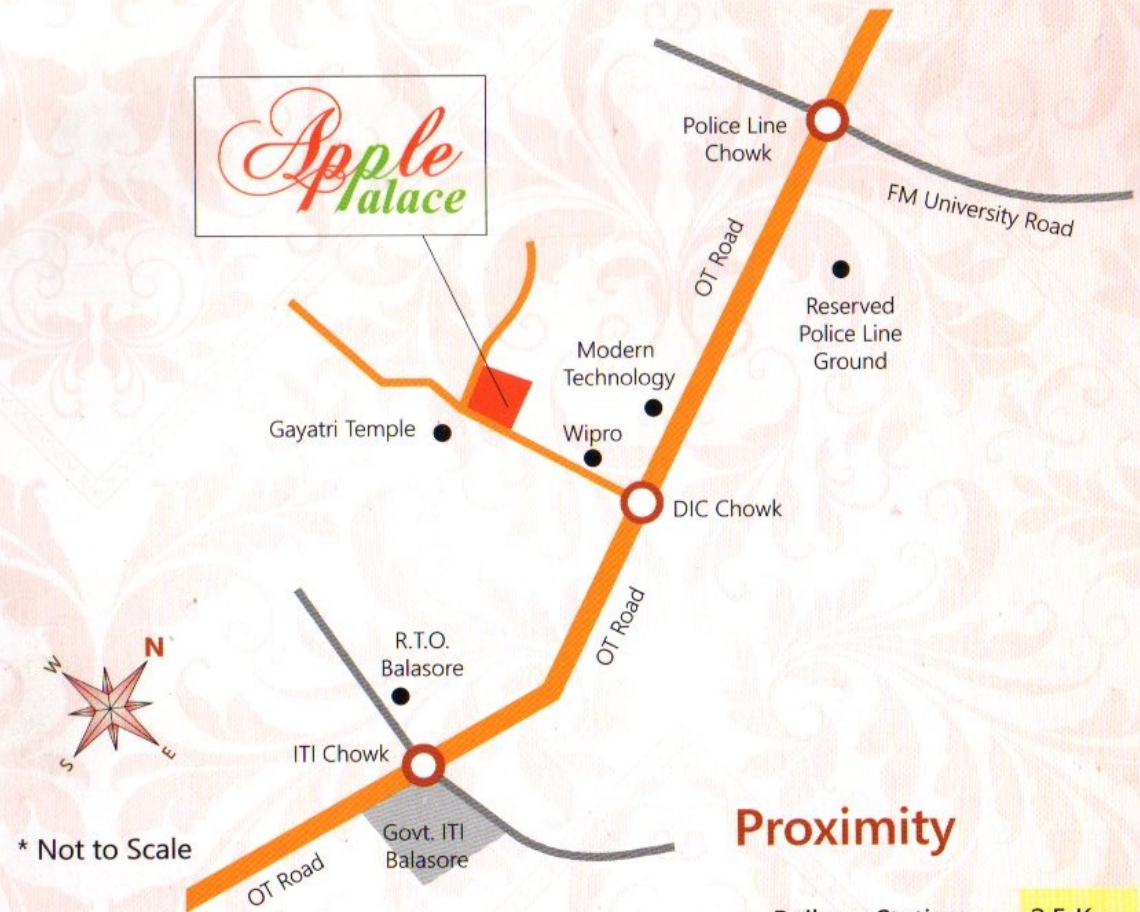 Apple
Palace
Police Line
Chowk
FM University Road
OT Road
Reserved
Police Line
Ground
Modern
Technology
Gayatri Temple
Wipro
DIC Chowk
OT Road
R.T.O.
Balasore
N
W
S
E
ITI Chowk
Govt. ITI
Balasore
* Not to Scale
OT Road
Proximity